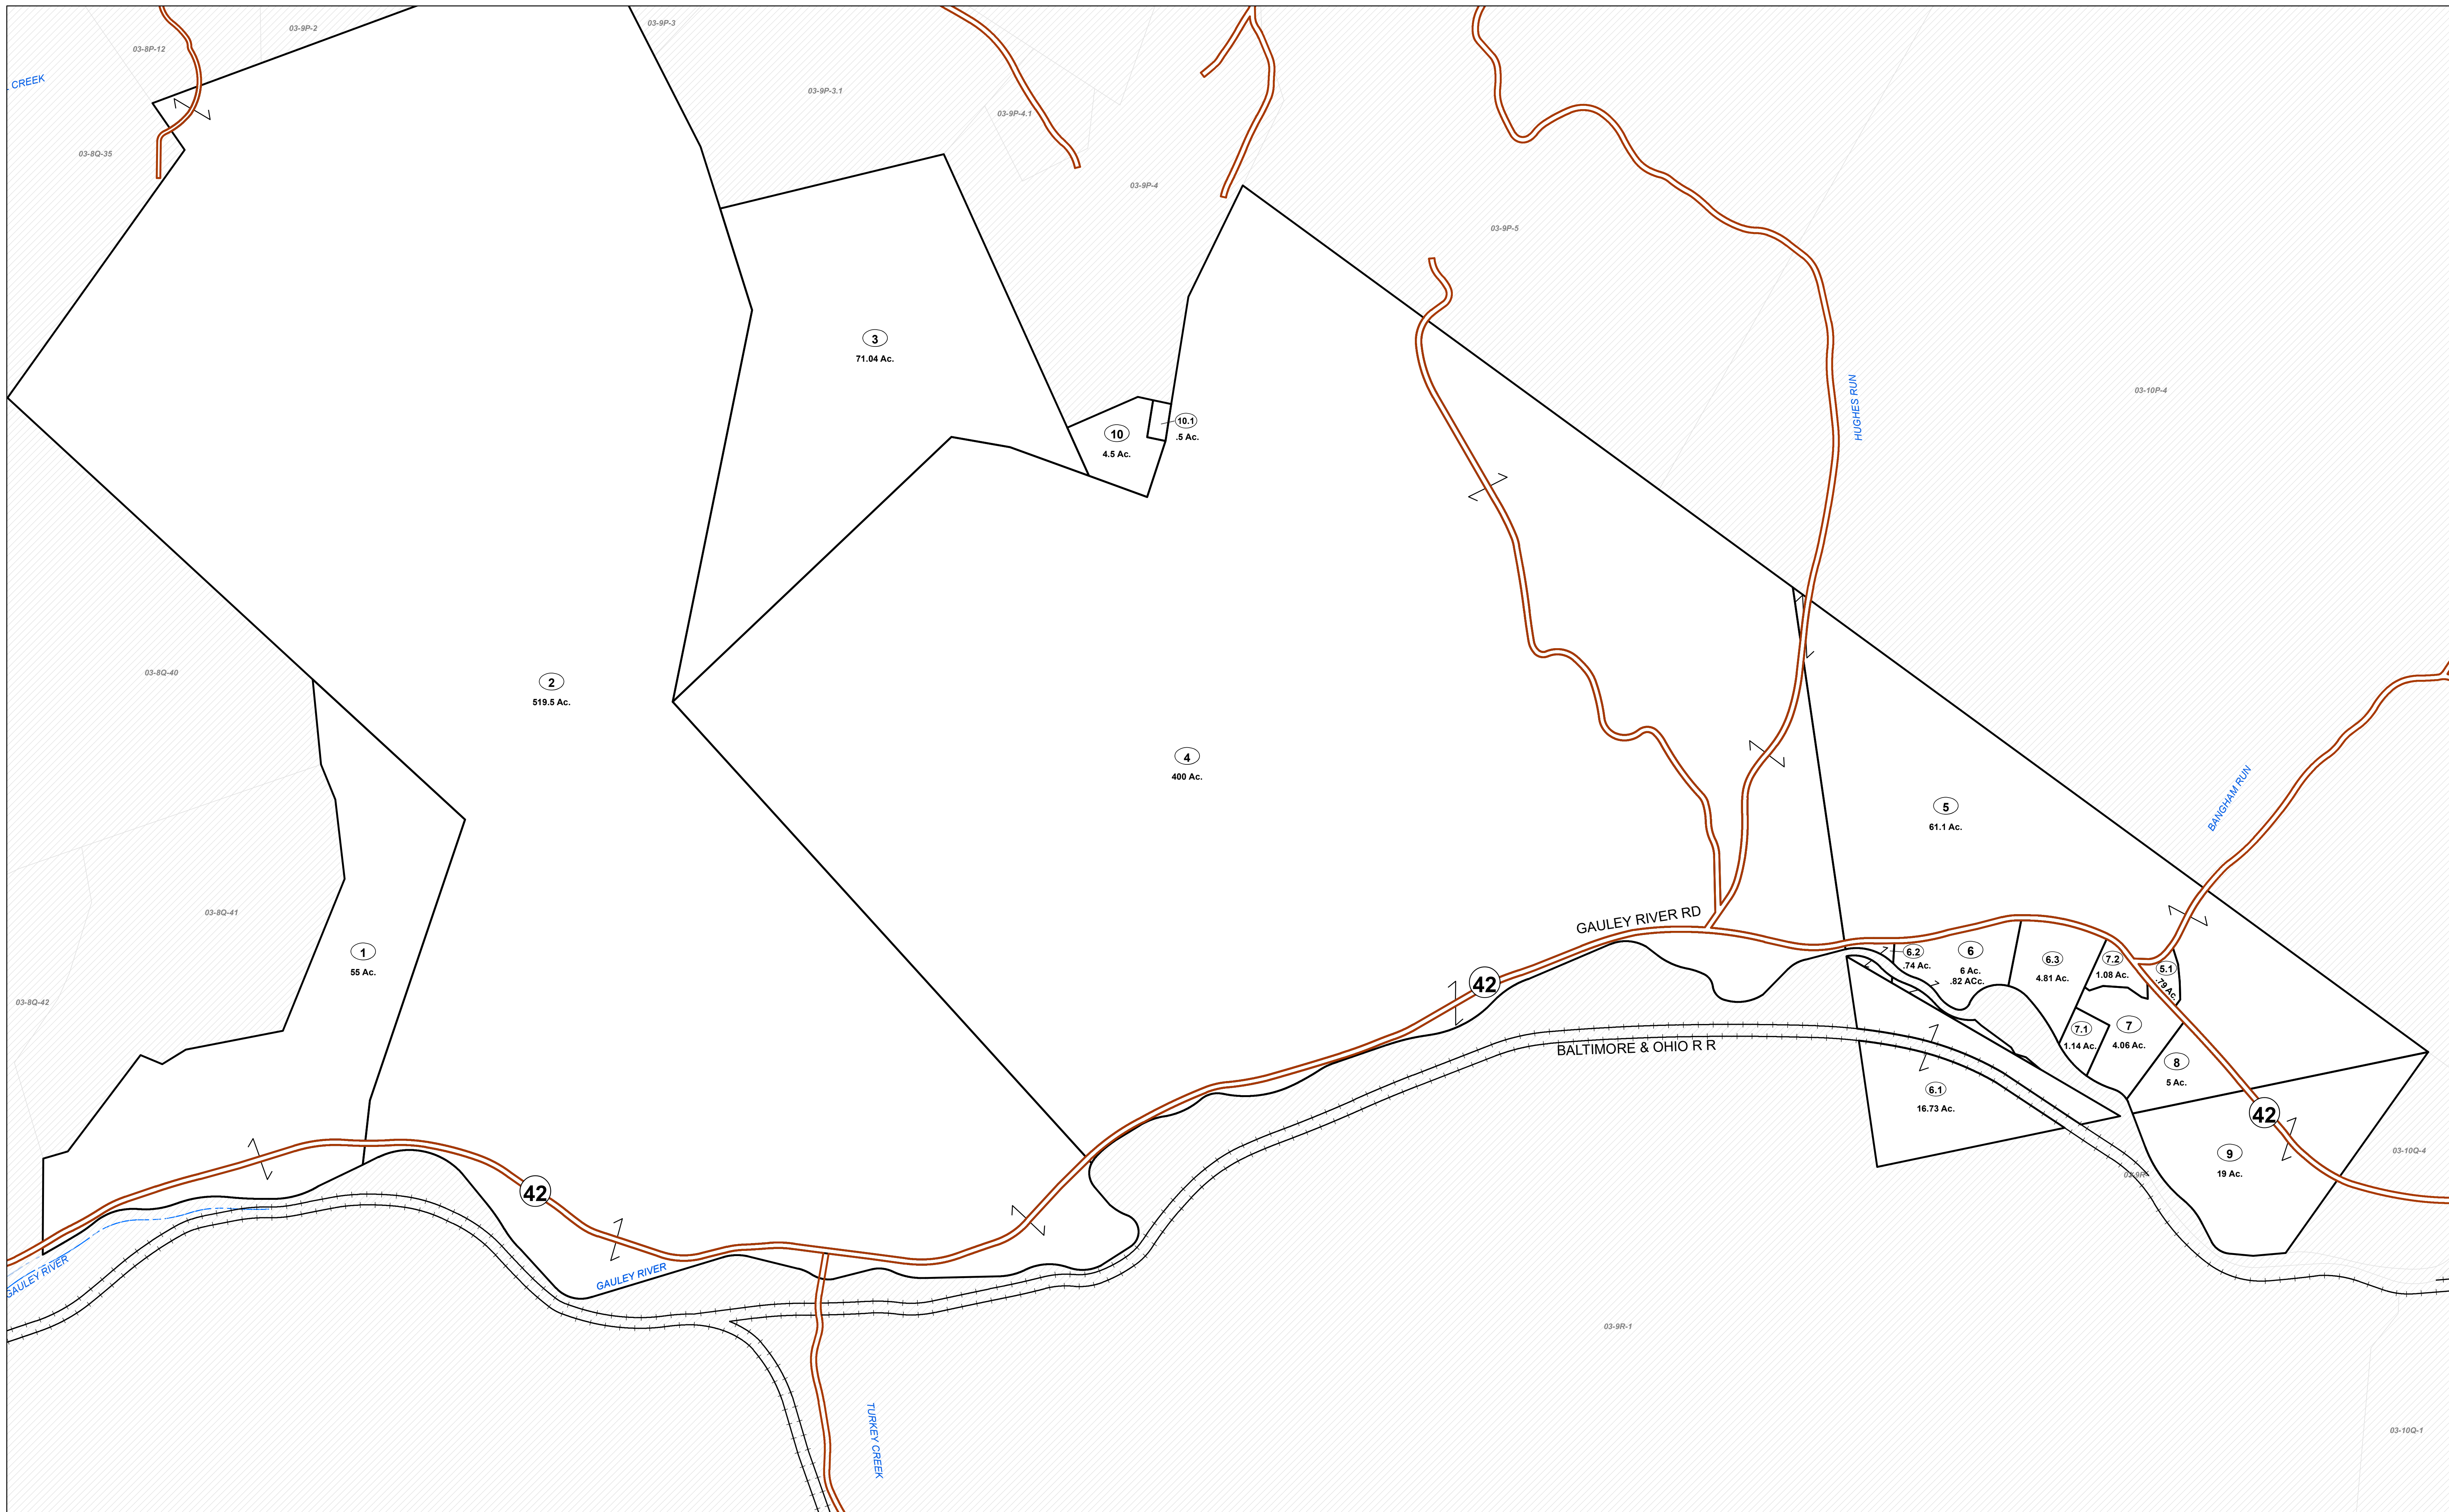 03-9P-3
03-9P-2
03-8P-12
CREEK
03-9P-3.1
03-9P-4.1
03-8Q-35
03-9P-4
03-9P-5
3
71.04 Ac.
HUGHES RUN
03-10P-4
10.1
.5 Ac.
10
4.5 Ac.
03-8Q-40
2
519.5 Ac.
4
400 Ac.
5
61.1 Ac.
BANGHAM RUN
03-8Q-41
GAULEY RIVER RD
1
55 Ac.
6.2
.74 Ac.
6
6 Ac.
.82 ACc.
6.3
4.81 Ac.
7.2
1.08 Ac.
5.1
.79 Ac.
42
03-8Q-42
7.1
1.14 Ac.
7
4.06 Ac.
BALTIMORE & OHIO R R
8
5 Ac.
6.1
16.73 Ac.
42
9
19 Ac.
03-10Q-4
42
GAULEY RIVER
GAULEY RIVER
03-9R-1
TURKEY CREEK
03-10Q-1